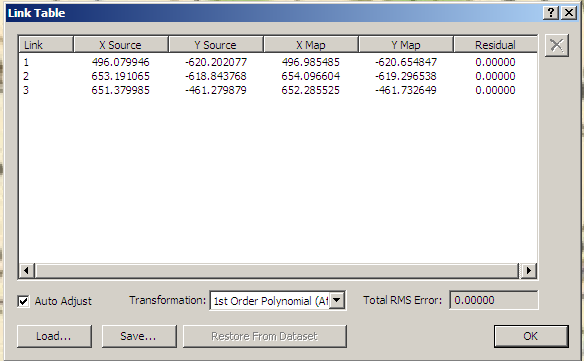 Link Table
Link X Source Y Source X Map Y Map Residual
1 496.079946 -620.202077 496.985485 -620.654847 0.00000
2 653.191065 -618.843768 654.096604 -619.296538 0.00000
3 651.379985 -461.279879 652.285525 -461.732649 0.00000
Auto Adjust Transformation: 1st Order Polynomial (Af Total RMS Error: 0.00000
Load... Save... Restore From Dataset OK